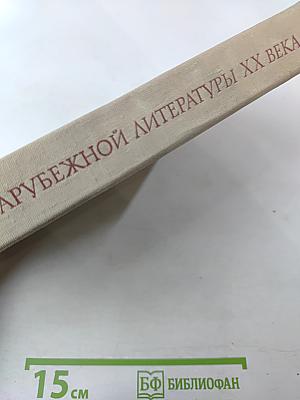 АРУБЕЖНОЙ ЛИТЕРАТУРЫ XX ВЕКА
15 см
БФ БИБЛИОФАН